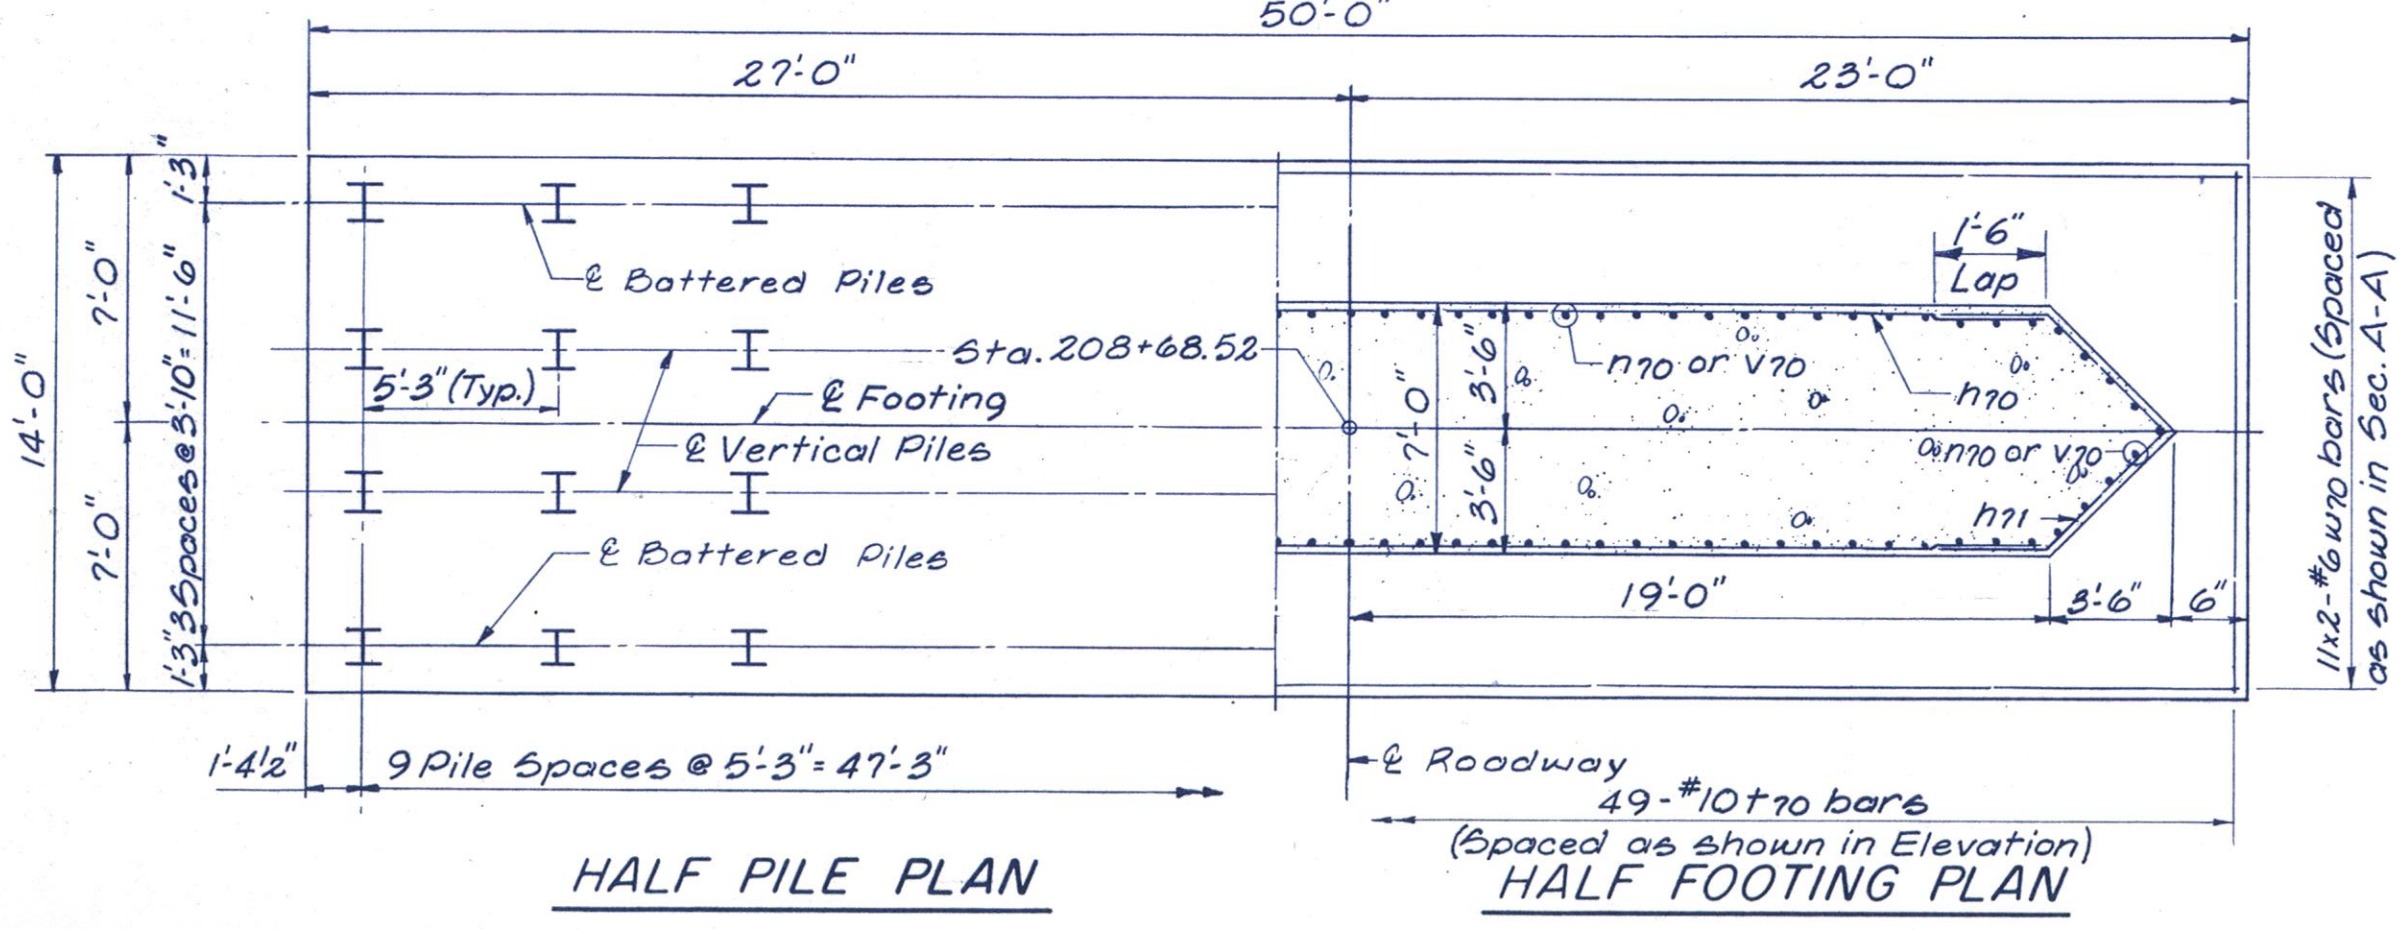 50'-0"
27'-0"
23'-0"
14'-0"
7'-0"
7'-0"
1'-3"
3 Spaces @ 3'-10" = 11'-6"
1'-3"
℄ Battered Piles
Sta. 208+68.52
5'-3" (Typ.)
℄ Footing
℄ Vertical Piles
℄ Battered Piles
1'-6"
Lap
n70 or v70
h70
7'-0"
3'-6"
3'-6"
n70 or v70
h71
19'-0"
3'-6"
6"
11x2-#6 w70 bars (Spaced
as shown in Sec. A-A)
1'-4½"
9 Pile Spaces @ 5'-3" = 47'-3"
℄ Roadway
49-#10 t70 bars
(Spaced as shown in Elevation)
HALF PILE PLAN
HALF FOOTING PLAN